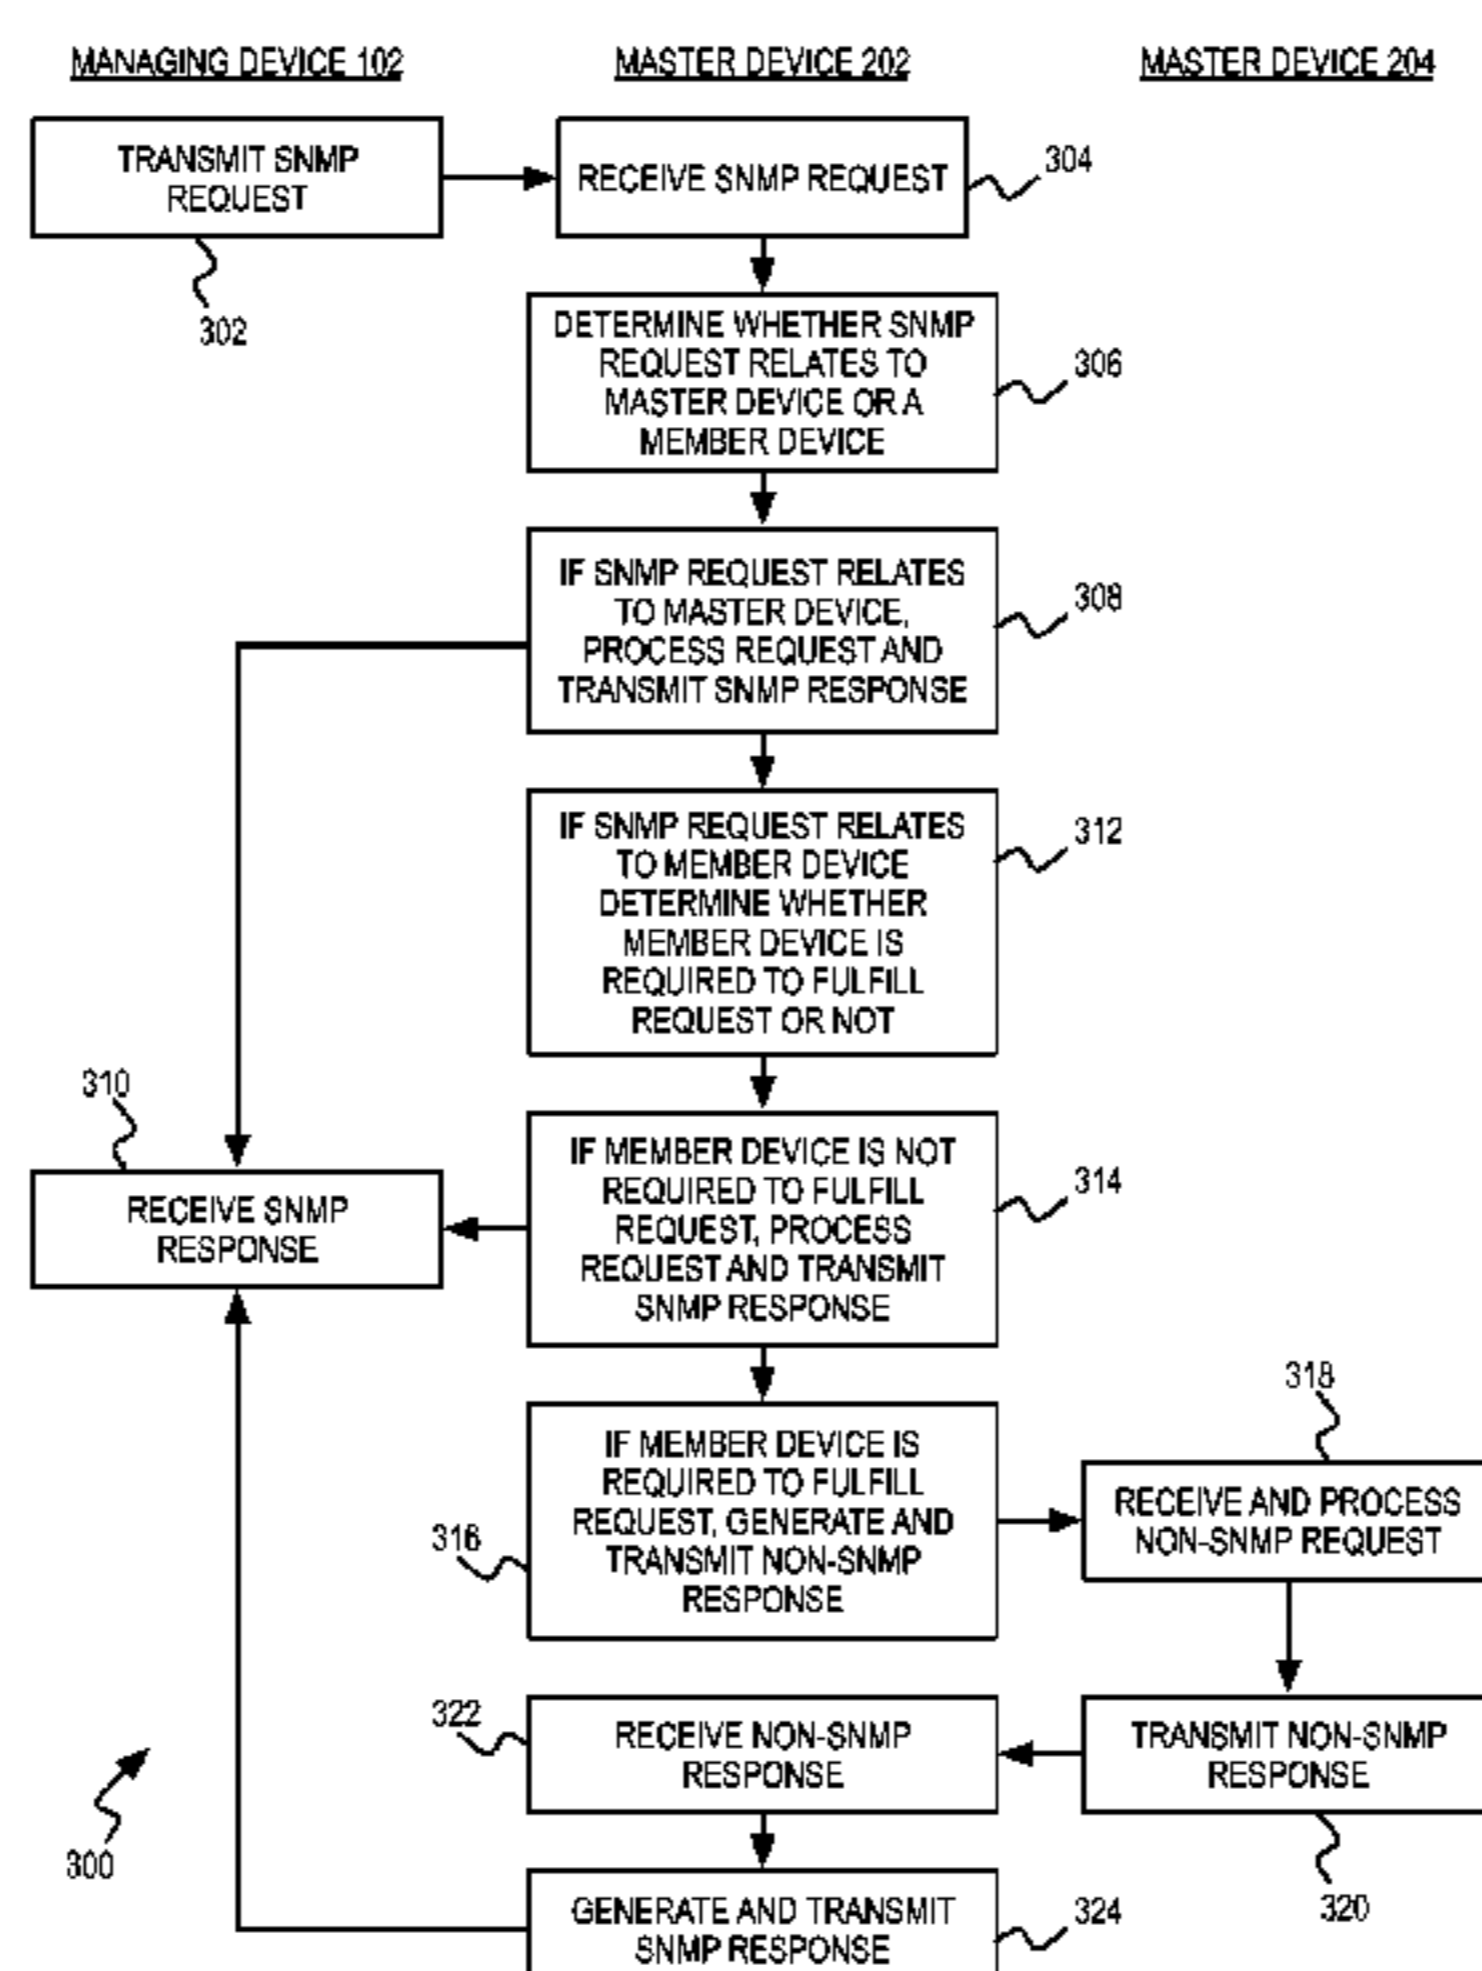 MANAGING DEVICE 102
MASTER DEVICE 202
MASTER DEVICE 204
TRANSMIT SNMP
REQUEST
302
RECEIVE SNMP REQUEST
304
DETERMINE WHETHER SNMP
REQUEST RELATES TO
MASTER DEVICE OR A
MEMBER DEVICE
306
IF SNMP REQUEST RELATES
TO MASTER DEVICE,
PROCESS REQUEST AND
TRANSMIT SNMP RESPONSE
308
IF SNMP REQUEST RELATES
TO MEMBER DEVICE
DETERMINE WHETHER
MEMBER DEVICE IS
REQUIRED TO FULFILL
REQUEST OR NOT
312
310
RECEIVE SNMP
RESPONSE
IF MEMBER DEVICE IS NOT
REQUIRED TO FULFILL
REQUEST, PROCESS
REQUEST AND TRANSMIT
SNMP RESPONSE
314
IF MEMBER DEVICE IS
REQUIRED TO FULFILL
REQUEST, GENERATE AND
TRANSMIT NON-SNMP
RESPONSE
316
318
RECEIVE AND PROCESS
NON-SNMP REQUEST
322
RECEIVE NON-SNMP
RESPONSE
TRANSMIT NON-SNMP
RESPONSE
320
300
GENERATE AND TRANSMIT
SNMP RESPONSE
324